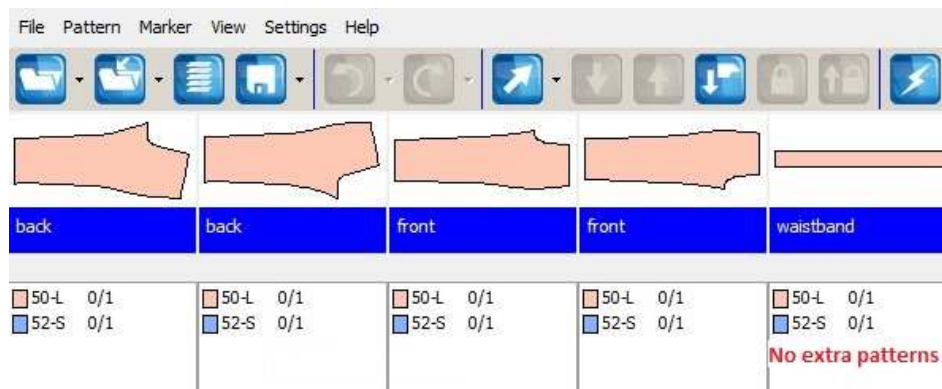 File Pattern Marker View Settings Help
back back front front waistband
50-L 0/1 50-L 0/1 50-L 0/1 50-L 0/1 50-L 0/1
52-S 0/1 52-S 0/1 52-S 0/1 52-S 0/1 52-S 0/1
No extra patterns